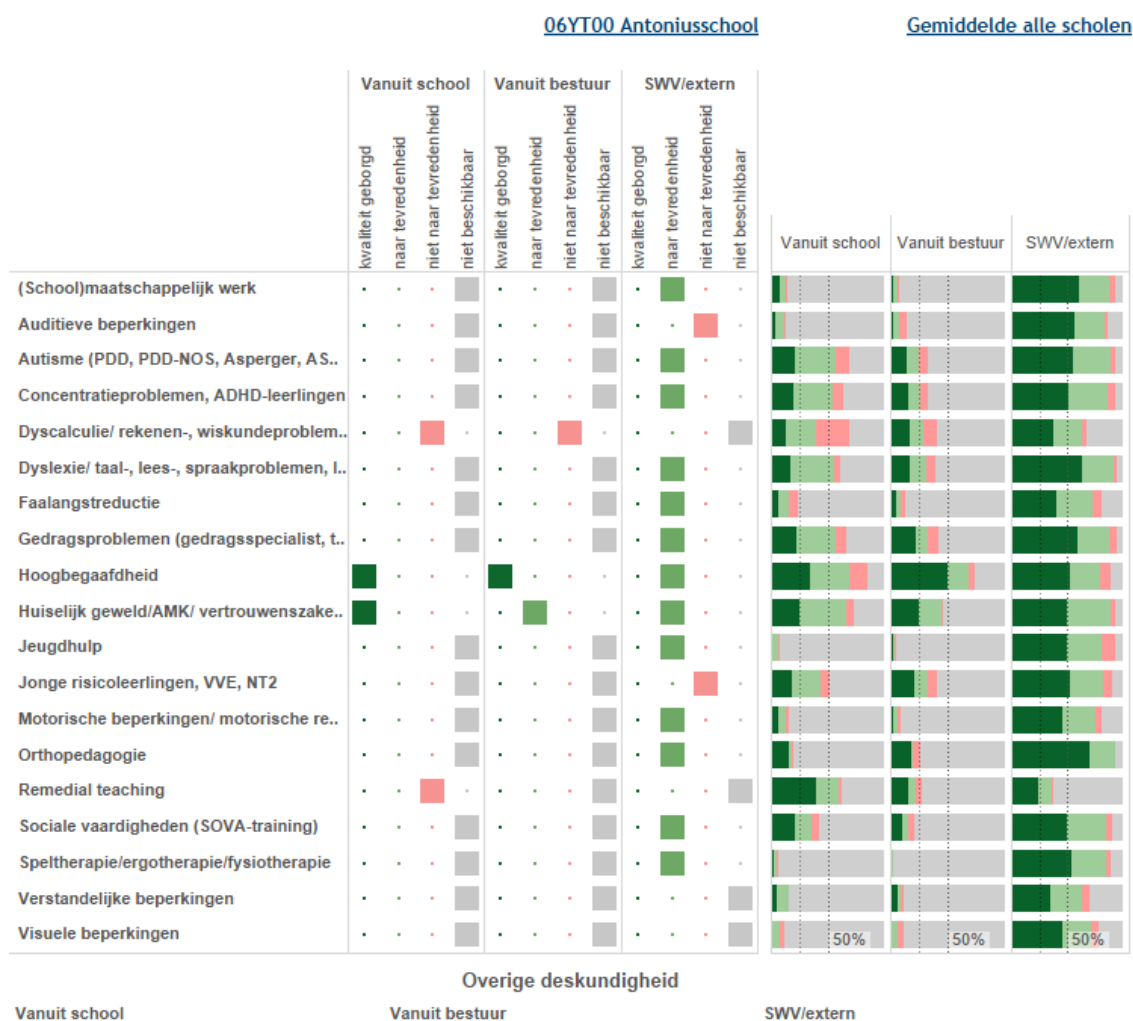 06YT00 Antoniusschool
Gemiddelde alle scholen
Vanuit school
Vanuit bestuur
SWV/extern
kwaliteit geborgd
naar tevredenheid
niet naar tevredenheid
niet beschikbaar
kwaliteit geborgd
naar tevredenheid
niet naar tevredenheid
niet beschikbaar
kwaliteit geborgd
naar tevredenheid
niet naar tevredenheid
niet beschikbaar
Vanuit school
Vanuit bestuur
SWV/extern
(School)maatschappelijk werk
Auditieve beperkingen
Autisme (PDD, PDD-NOS, Asperger, AS..
Concentratieproblemen, ADHD-leerlingen
Dyscalculie/ rekenen-, wiskundeproblem..
Dyslexie/ taal-, lees-, spraakproblemen, l..
Faalangstreductie
Gedragsproblemen (gedragsspecialist, t..
Hoogbegaafdheid
Huiselijk geweld/AMK/ vertrouwenszake..
Jeugdhulp
Jonge risicoleerlingen, VVE, NT2
Motorische beperkingen/ motorische re..
Orthopedagogie
Remedial teaching
Sociale vaardigheden (SOVA-training)
Speltherapie/ergotherapie/fysiotherapie
Verstandelijke beperkingen
Visuele beperkingen
50%
50%
50%
Overige deskundigheid
Vanuit school
Vanuit bestuur
SWV/extern